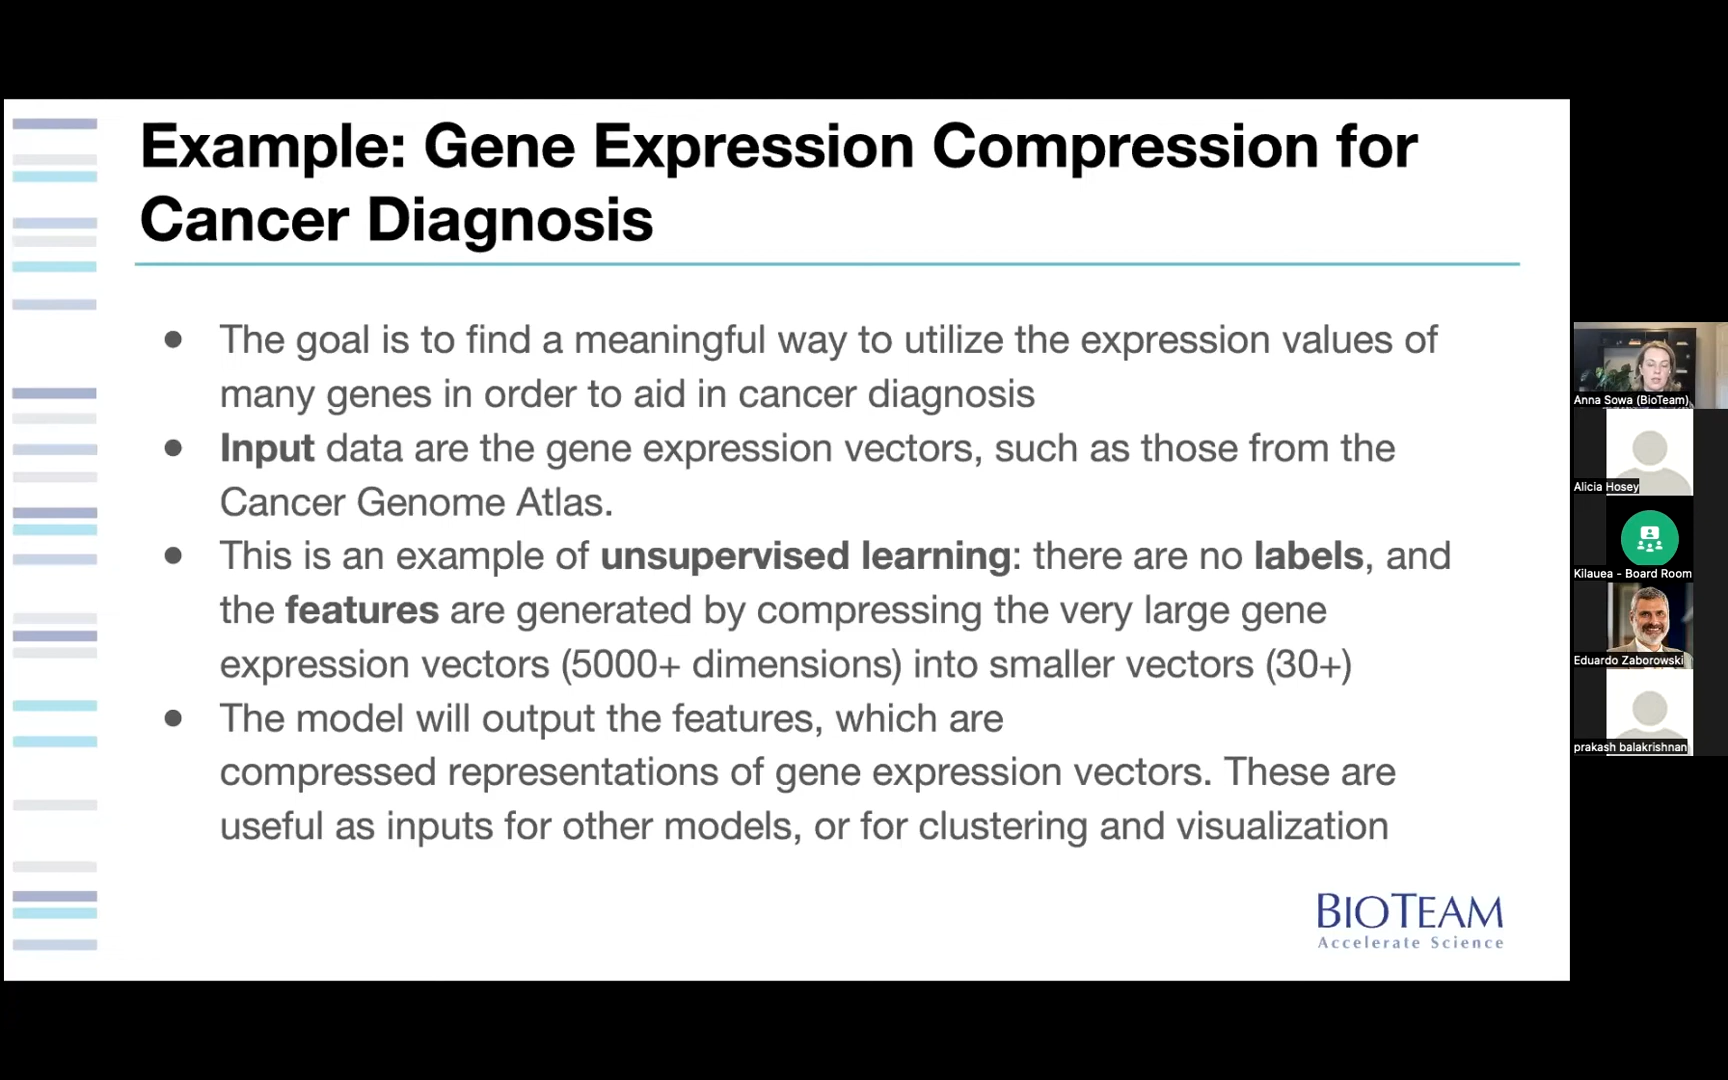 Example: Gene Expression Compression for
Cancer Diagnosis
● The goal is to find a meaningful way to utilize the expression values of
many genes in order to aid in cancer diagnosis
● Input data are the gene expression vectors, such as those from the
Cancer Genome Atlas.
● This is an example of unsupervised learning: there are no labels, and
the features are generated by compressing the very large gene
expression vectors (5000+ dimensions) into smaller vectors (30+)
● The model will output the features, which are
compressed representations of gene expression vectors. These are
useful as inputs for other models, or for clustering and visualization
BIOTEAM
Accelerate Science
Anna Sowa (BioTeam)
Alicia Hosey
Kilauea - Board Room
Eduardo Zaborowski
prakash balakrishnan